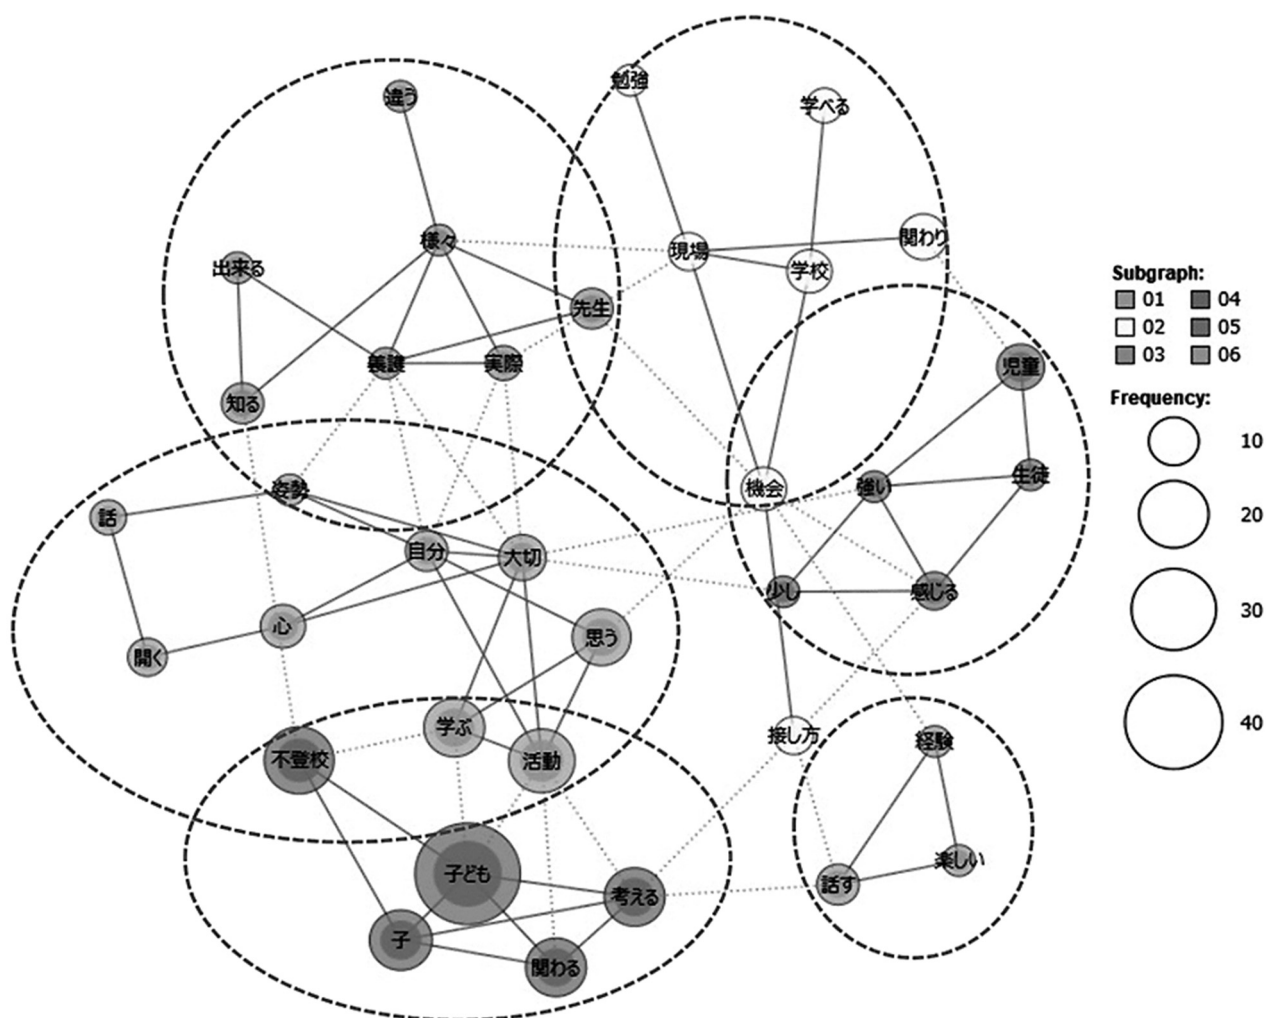 勉強
違う
学べる
様々
関わり
現場
出来る
学校
先生
児童
義護
実際
知る
姿勢
機会
強い
生徒
話
自分
大切
少し
感じる
心
思う
開く
学ぶ
接し方
経験
不登校
活動
子ども
楽しい
話す
考える
子
関わる
Subgraph:
01 04
02 05
03 06
Frequency:
10
20
30
40